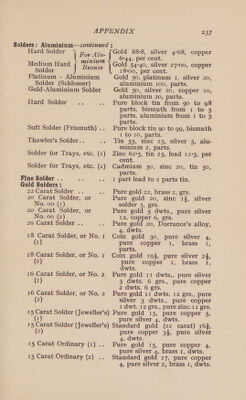 APPENDIX 237
Solders: Aluminium—continued:
Hard Solder For Alu- Gold 88·8, silver 4·68, copper
minium 6·44, per cent.
Medium Hard Bronze Gold 54·40, silver 27·00, copper
Solder 18·00, per cent.
Platinum - Aluminium Gold 30, platinum 1, silver 20,
Solder (Schlosser) aluminium 100, parts.
Gold-Aluminium Solder Gold 50, silver 10, copper 10,
aluminium 20, parts.
Hard Solder .. .. Pure block tin from 90 to 98
parts, bismuth from 1 to 5
parts, aluminium from 1 to 5
parts.
Soft Solder (Frismuth) .. Pure block tin 90 to 99, bismuth
1 to 10, parts.
Thowles's Solder .. .. Tin 55, zinc 23, silver 5, alu-
minium 2, parts.
Solder for Trays, etc. (1) Zinc 62·5, tin 25, lead 12·5, per
cent.
Solder for Trays, etc. (2) Cadmium 50, zinc 20, tin 30,
parts.
Fine Solder .. .. .. 1 part lead to 2 parts tin.
Gold Solders:
22 Carat Solder .. .. Pure gold 22, brass 2, grs.
20 Carat Solder, or Pure gold 20, zinc 1½, silver
No. 00 (1) solder 3, grs.
20 Carat Solder, or Pure gold 5 dwts., pure silver
No. 00 (2) 12, copper 6, grs.
20 Carat Solder .. .. Pure gold 20, Dorrance's alloy,
4, dwts.
18 Carat Solder, or No. 1 Coin gold 30, pure silver 4,
(1) pure copper 1, brass 1,
parts.
18 Carat Solder, or No. 1 Coin gold 19½, pure silver 2½,
(2) pure copper 1, brass 1,
dwts.
16 Carat Solder, or No. 2 Pure gold 11 dwts., pure silver
(1) 3 dwts. 6 grs., pure copper
2 dwts. 6 grs.
16 Carat Solder, or No. 2 Pure gold 11 dwts. 12 grs., pure
(2) silver 3 dwts., pure copper
1 dwt. 12 grs., pure zinc 12 grs.
15 Carat Solder (Jeweller's) Pure gold 15, pure copper 5,
(1) pure silver 4, dwts.
15 Carat Solder (Jeweller's) Standard gold (22 carat) 16½,
(2) pure copper 3½, pure silver
4, dwts.
15 Carat Ordinary (1) .. Pure gold 15, pure copper 4,
pure silver 4, brass 1, dwts.
15 Carat Ordinary (2) .. Standard gold 17, pure copper
4, pure silver 2, brass 1, dwts.